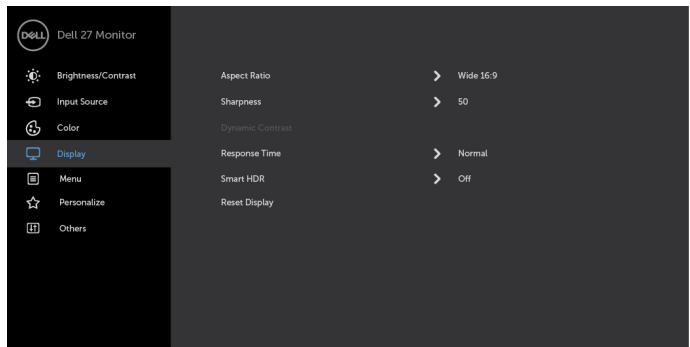 DELL Dell 27 Monitor
Brightness/Contrast
Input Source
Color
Display
Menu
Personalize
Others
Aspect Ratio Wide 16:9
Sharpness 50
Dynamic Contrast
Response Time Normal
Smart HDR Off
Reset Display